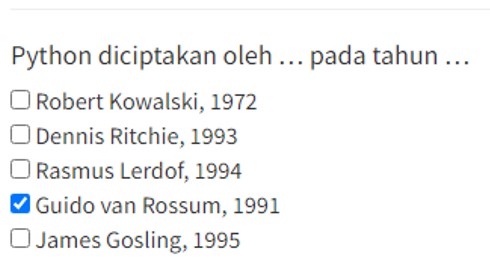 Python diciptakan oleh … pada tahun …
Robert Kowalski, 1972
Dennis Ritchie, 1993
Rasmus Lerdof, 1994
Guido van Rossum, 1991
James Gosling, 1995